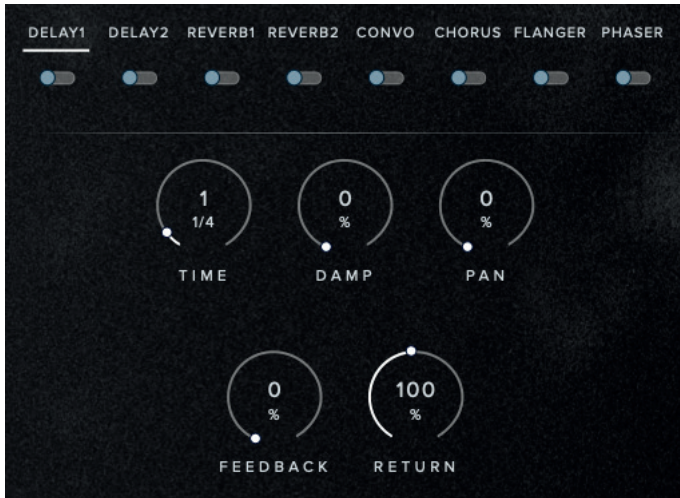 DELAY1 DELAY2 REVERB1 REVERB2 CONVO CHORUS FLANGER PHASER
1 0 0
1/4 % %
TIME DAMP PAN
0 100
% %
FEEDBACK RETURN